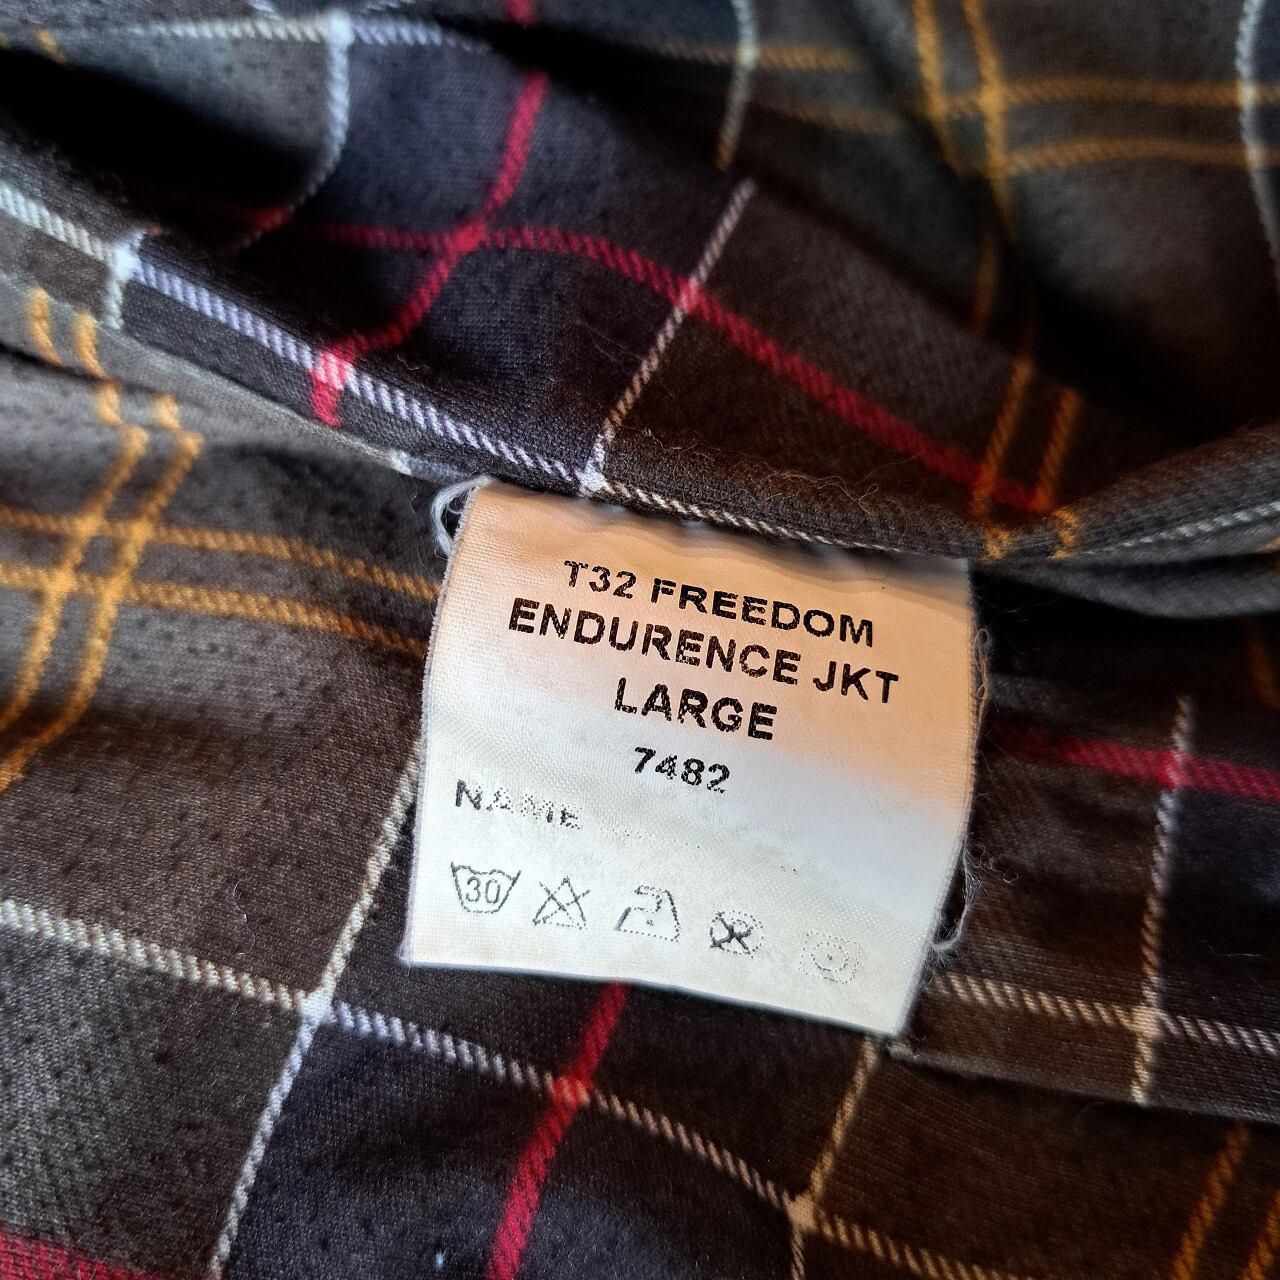 T32 FREEDOM
ENDURENCE JKT
LARGE
7482
NAME
30